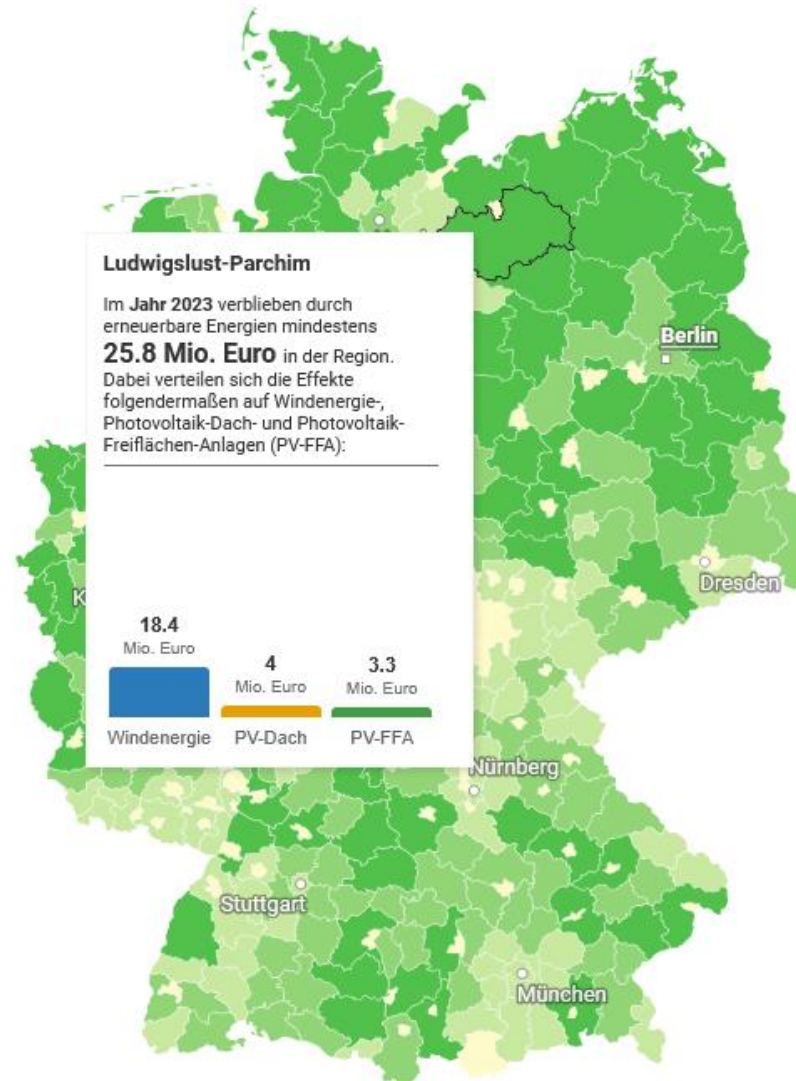 Berlin
Dresden
Nürnberg
Stuttgart
München
K
Ludwigslust-Parchim
Im Jahr 2023 verblieben durch
erneuerbare Energien mindestens
25.8 Mio. Euro in der Region.
Dabei verteilen sich die Effekte
folgendermaßen auf Windenergie-,
Photovoltaik-Dach- und Photovoltaik-
Freiflächen-Anlagen (PV-FFA):
18.4
Mio. Euro
4
Mio. Euro
3.3
Mio. Euro
Windenergie
PV-Dach
PV-FFA